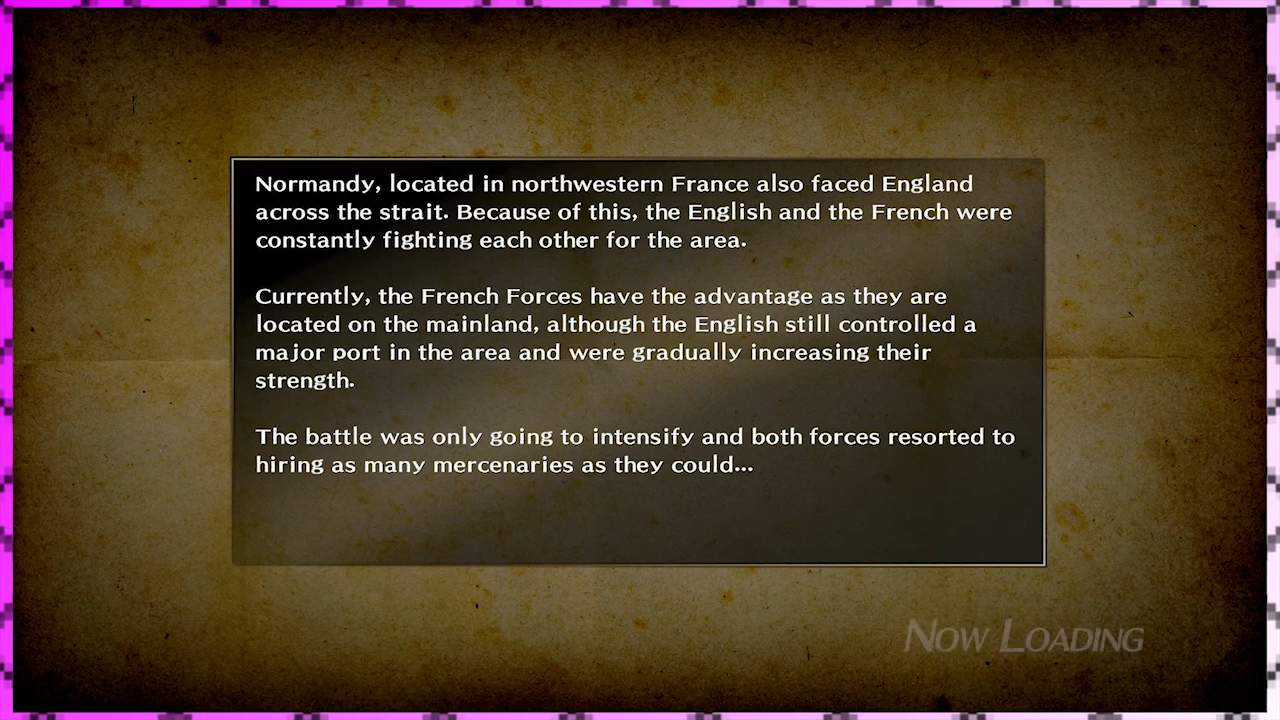 Normandy, located in northwestern France also faced England
across the strait. Because of this, the English and the French were
constantly fighting each other for the area.
Currently, the French Forces have the advantage as they are
located on the mainland, although the English still controlled a
major port in the area and were gradually increasing their
strength.
The battle was only going to intensify and both forces resorted to
hiring as many mercenaries as they could...
Now Loading